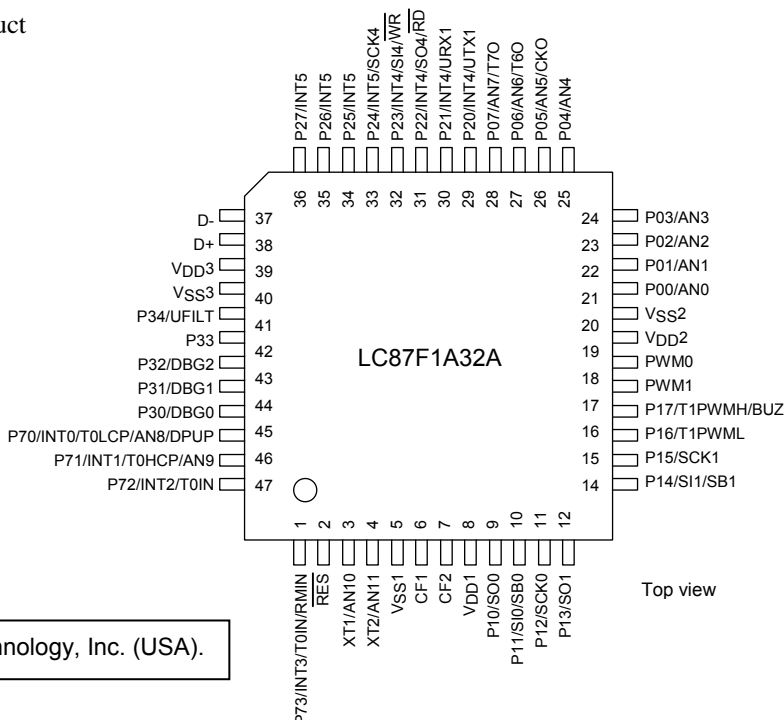 uct
P27/INT5
P26/INT5
P25/INT5
P24/INT5/SCK4
P23/INT4/SI4/WR
P22/INT4/SO4/RD
P21/INT4/URX1
P20/INT4/UTX1
P07/AN7/T7O
P06/AN6/T6O
P05/AN5/CKO
P04/AN4
36
35
34
33
32
31
30
29
28
27
26
25
D-
D+
VDD3
VSS3
P34/UFILT
P33
P32/DBG2
P31/DBG1
P30/DBG0
P70/INT0/T0LCP/AN8/DPUP
P71/INT1/T0HCP/AN9
P72/INT2/T0IN
37
38
39
40
41
42
43
44
45
46
47
LC87F1A32A
24
23
22
21
20
19
18
17
16
15
14
P03/AN3
P02/AN2
P01/AN1
P00/AN0
VSS2
VDD2
PWM0
PWM1
P17/T1PWMH/BUZ
P16/T1PWML
P15/SCK1
P14/SI1/SB1
1
2
3
4
5
6
7
8
9
10
11
12
P73/INT3/T0IN/RMIN
RES
XT1/AN10
XT2/AN11
VSS1
CF1
CF2
VDD1
P10/SO0
P11/SI0/SB0
P12/SCK0
P13/SO1
Top view
hnology, Inc. (USA).